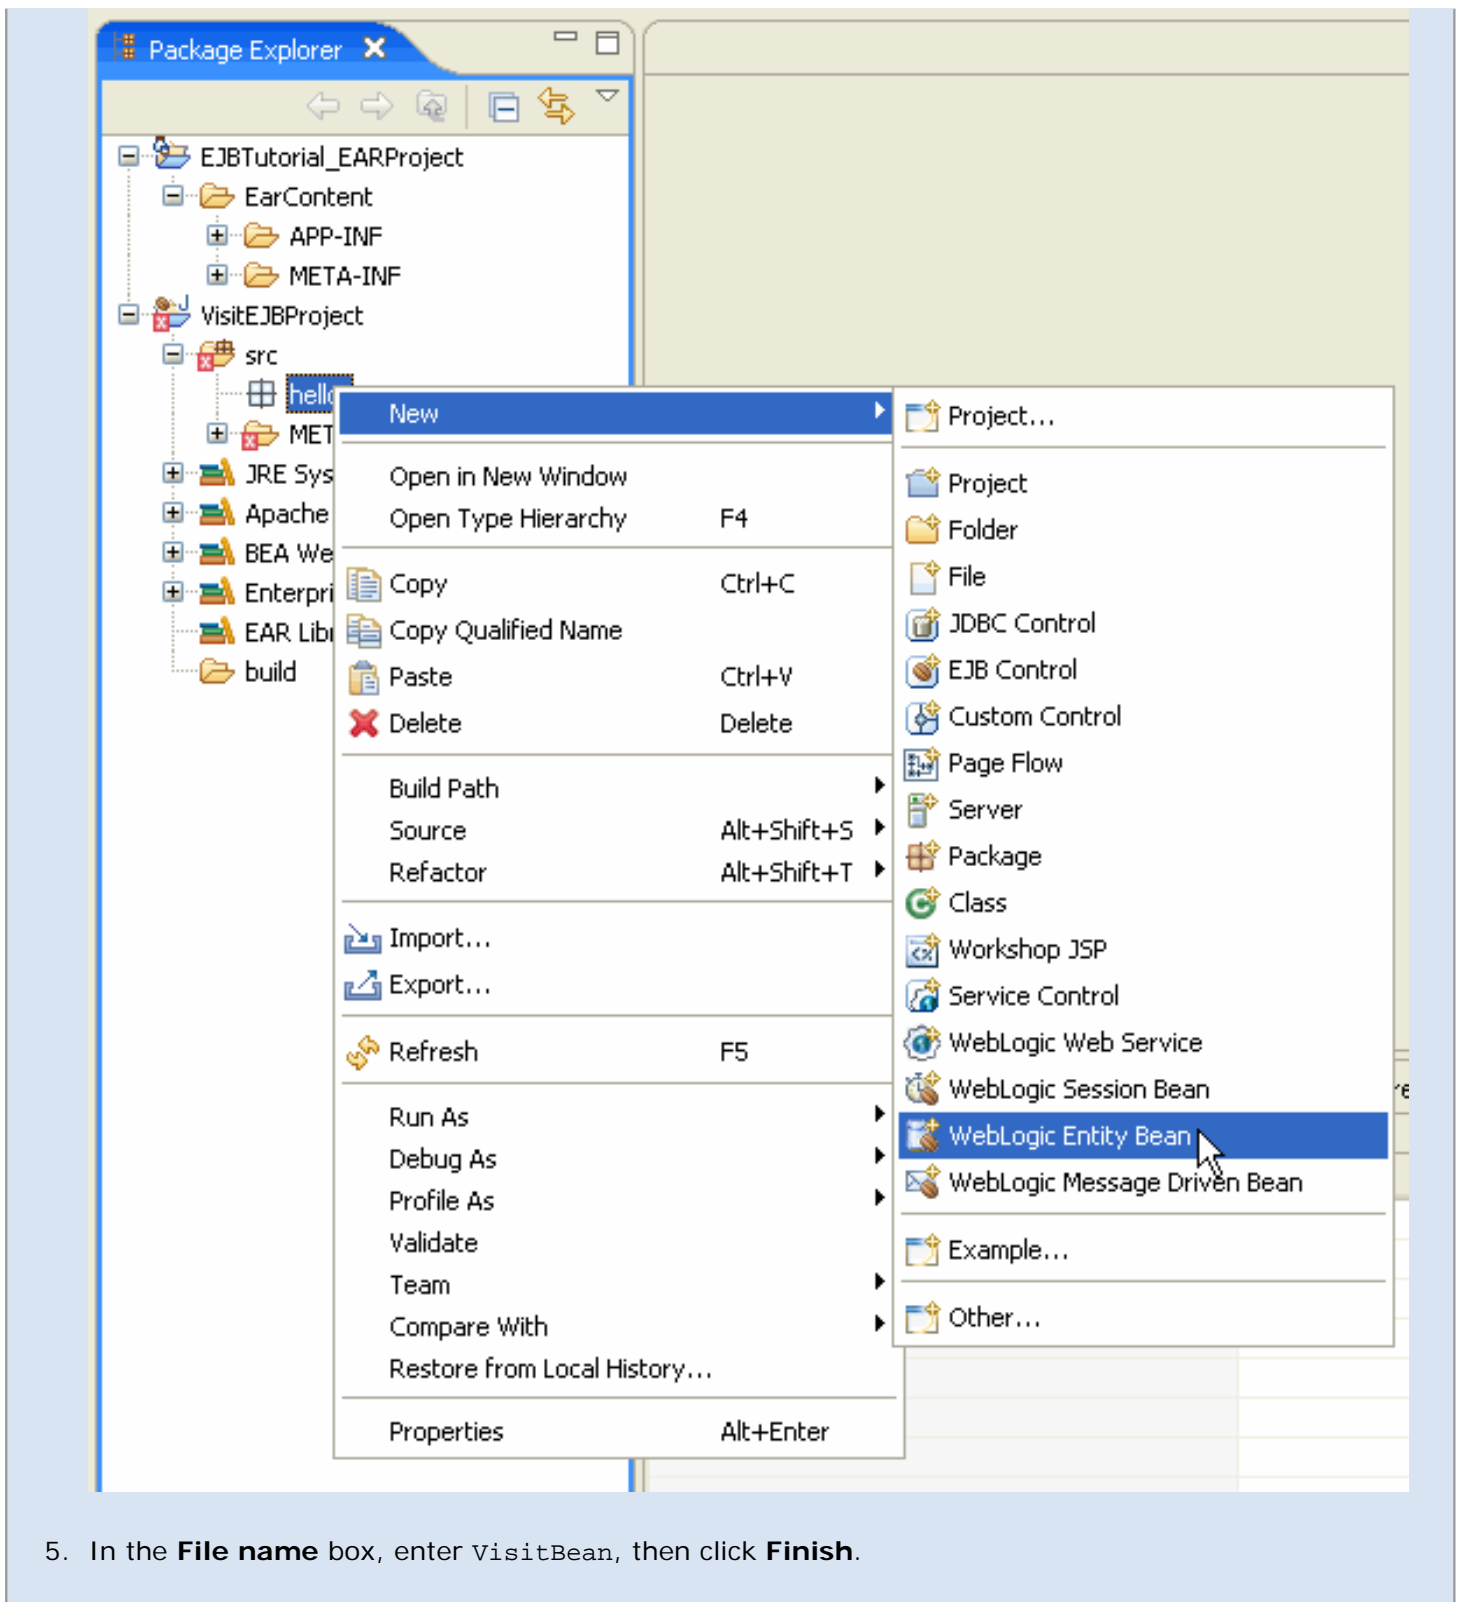 Package Explorer
EJBTutorial_EARProject
EarContent
APP-INF
META-INF
VisitEJBProject
src
hello
MET
JRE Sys
Apache
BEA We
Enterpri
EAR Lib
build
New
Open in New Window
Open Type Hierarchy F4
Copy Ctrl+C
Copy Qualified Name
Paste Ctrl+V
Delete Delete
Build Path
Source Alt+Shift+S
Refactor Alt+Shift+T
Import...
Export...
Refresh F5
Run As
Debug As
Profile As
Validate
Team
Compare With
Restore from Local History...
Properties Alt+Enter
Project...
Project
Folder
File
JDBC Control
EJB Control
Custom Control
Page Flow
Server
Package
Class
Workshop JSP
Service Control
WebLogic Web Service
WebLogic Session Bean
WebLogic Entity Bean
WebLogic Message Driven Bean
Example...
Other...
5. In the File name box, enter VisitBean, then click Finish.